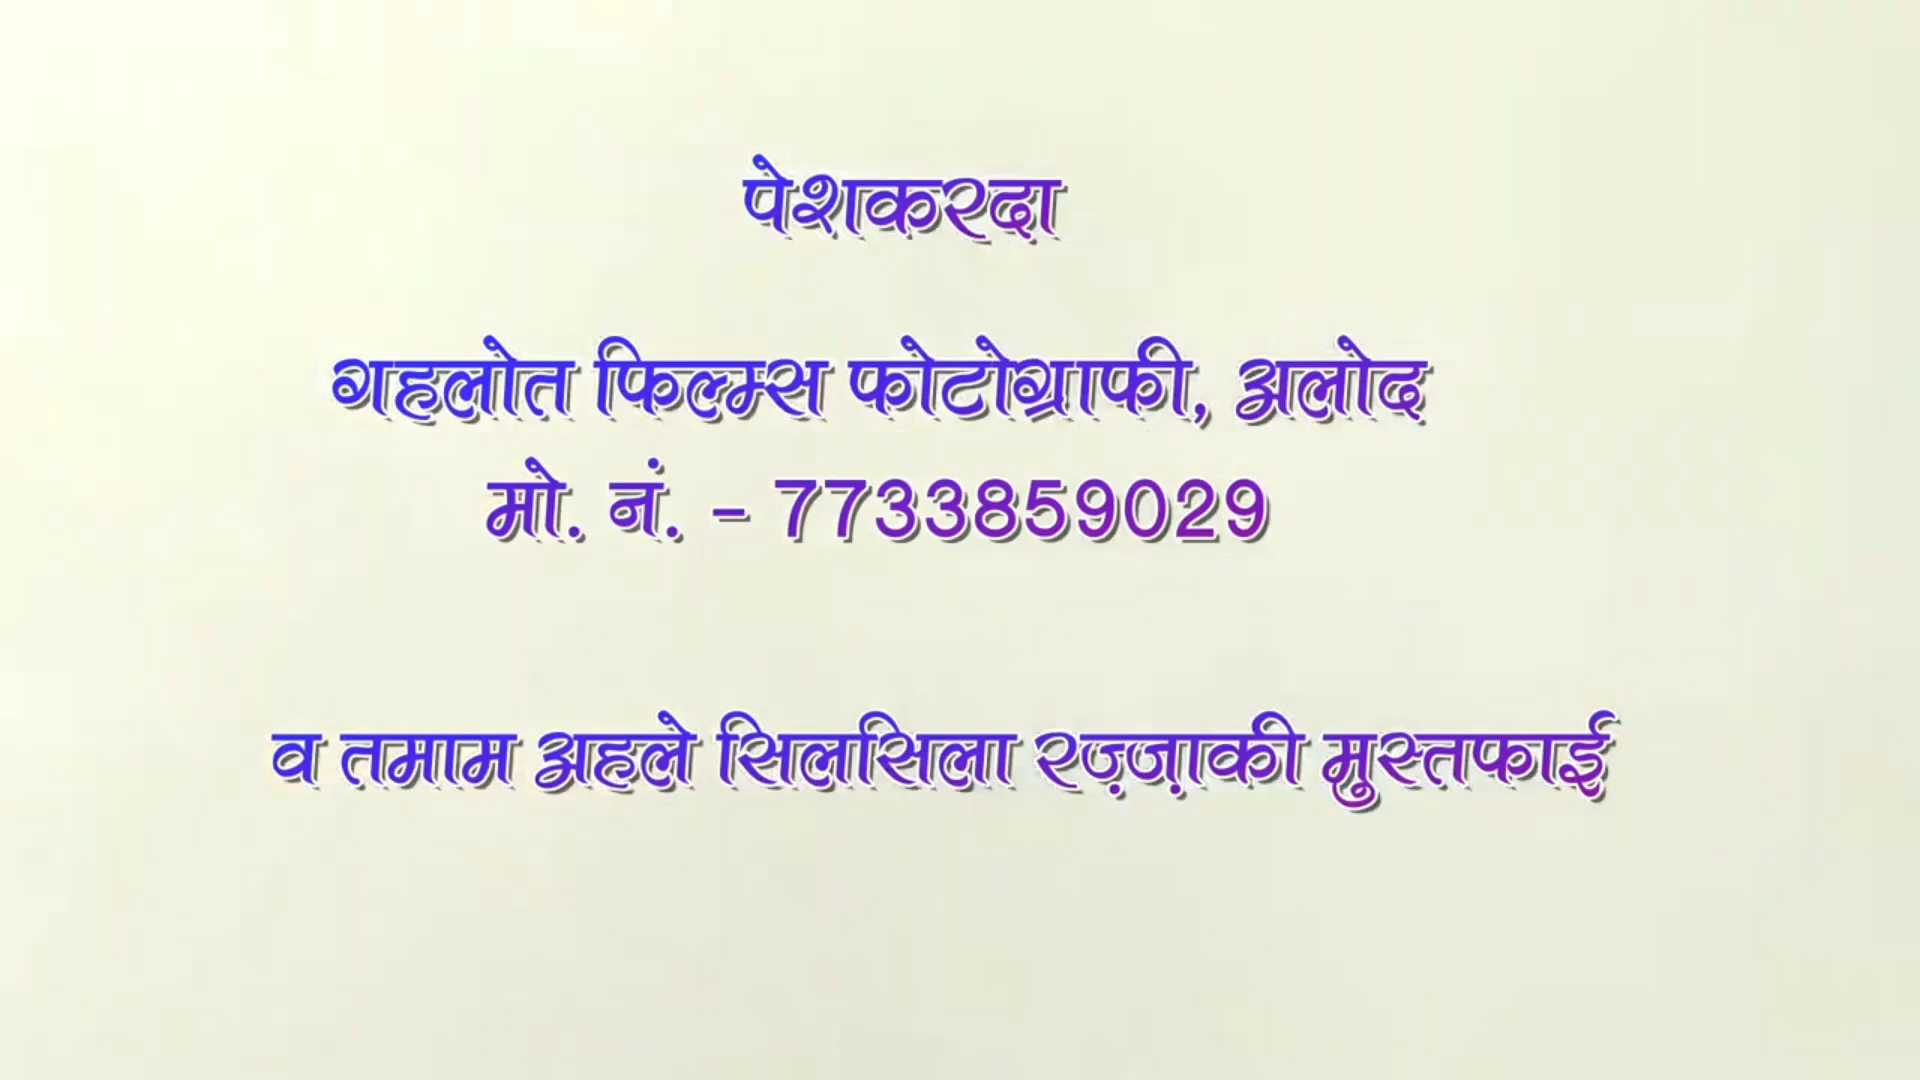 पेशकरदा
गहलोत फिल्म्स फोटोग्राफी, अलोद
मो. नं. - 7733859029
व तमाम अहले सिलसिला रज़्ज़ाकी मुस्तफाई